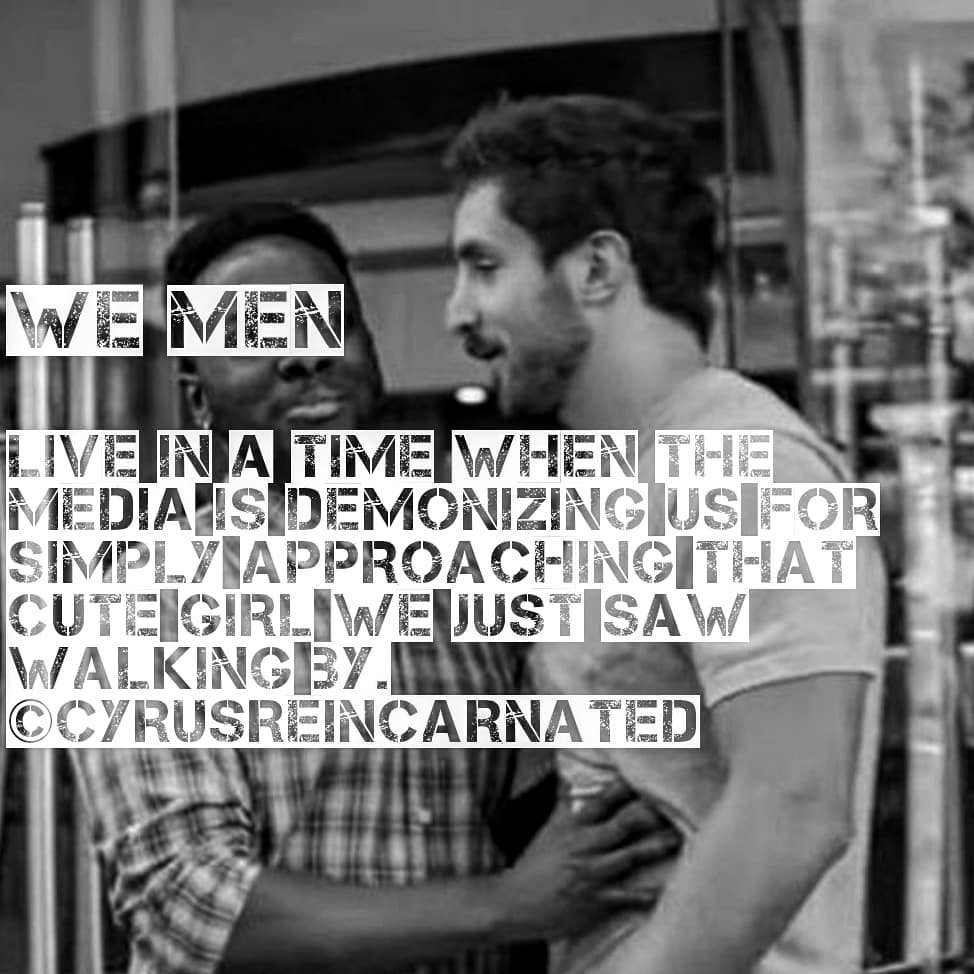 WE MEN
LIVE IN A TIME WHEN THE
MEDIA IS DEMONIZING US FOR
SIMPLY APPROACHING THAT
CUTE GIRL WE JUST SAW
WALKING BY.
©CYRUSREINCARNATED